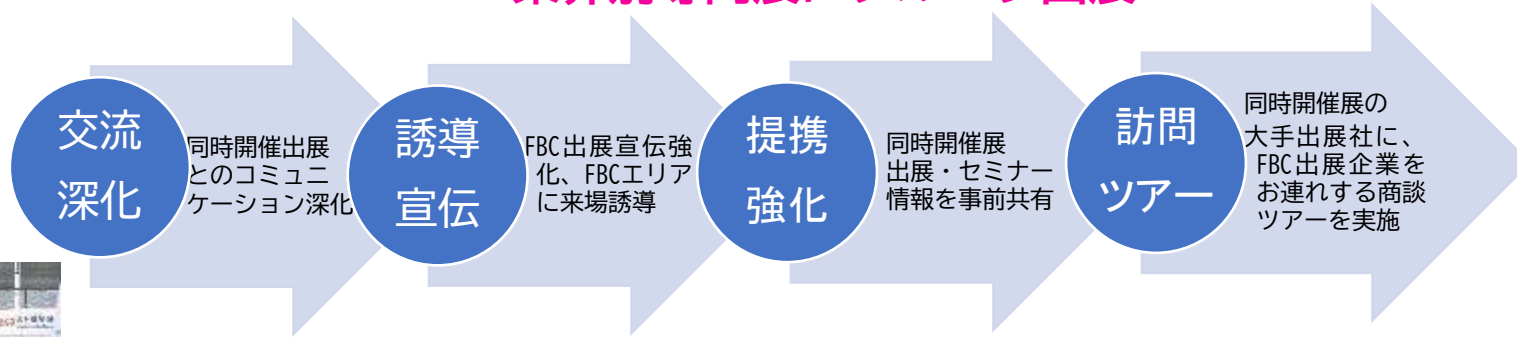 交流
深化
同時開催出展
とのコミュニ
ケーション深化
誘導
宣伝
FBC出展宣伝強
化、FBCエリア
に来場誘導
提携
強化
同時開催展
出展・セミナー
情報を事前共有
訪問
ツアー
同時開催展の
大手出展社に、
FBC出展企業を
お連れする商談
ツアーを実施